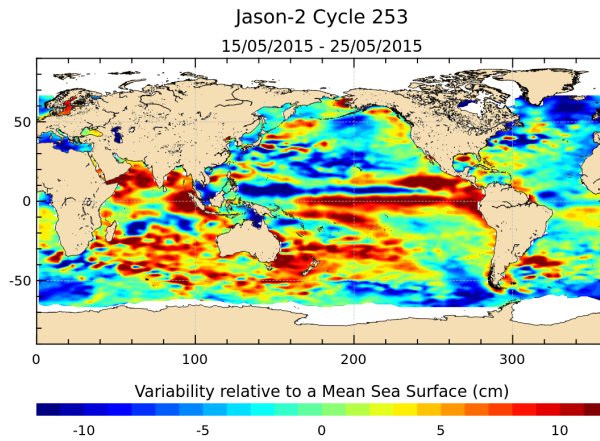 Jason-2 Cycle 253
15/05/2015 - 25/05/2015
50
0
-50
0 100 200 300
Variability relative to a Mean Sea Surface (cm)
-10 -5 0 5 10